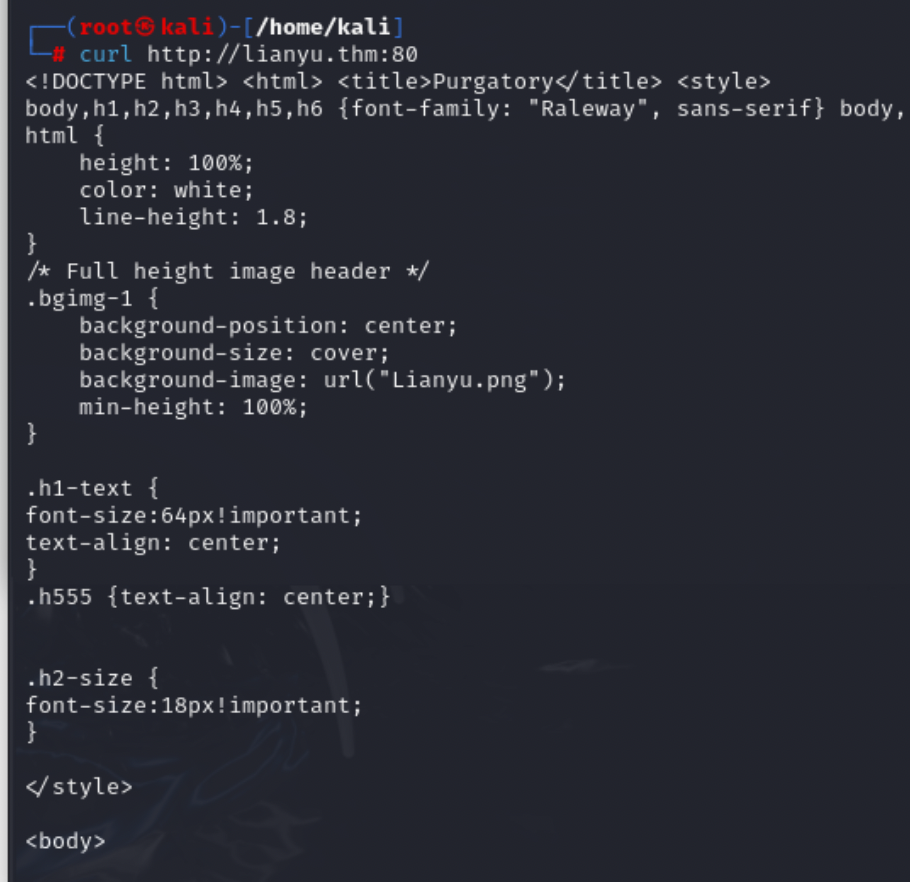 ┌──(root㉿kali)-[/home/kali]
└─# curl http://lianyu.thm:80
<!DOCTYPE html> <html> <title>Purgatory</title> <style>
body,h1,h2,h3,h4,h5,h6 {font-family: "Raleway", sans-serif} body,
html {
    height: 100%;
    color: white;
    line-height: 1.8;
}
/* Full height image header */
.bgimg-1 {
    background-position: center;
    background-size: cover;
    background-image: url("Lianyu.png");
    min-height: 100%;
}
.h1-text {
font-size:64px!important;
text-align: center;
}
.h555 {text-align: center;}
.h2-size {
font-size:18px!important;
}
</style>
<body>